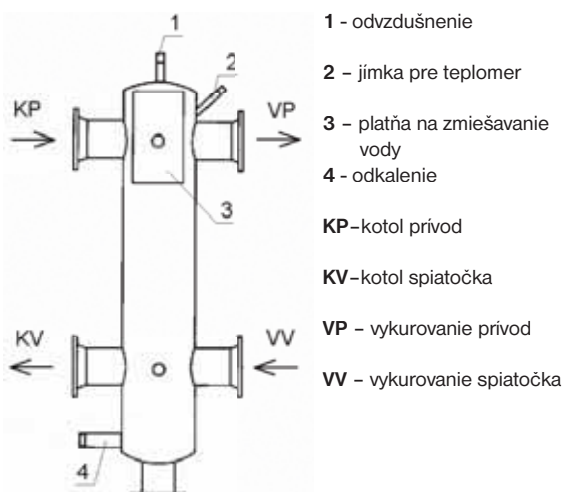 1
2
KP
VP
3
KV
VV
4
1 - odvzdušnenie
2 – jímka pre teplomer
3 – platňa na zmiešavanie
vody
4 - odkalenie
KP–kotol prívod
KV–kotol spiatočka
VP – vykurovanie prívod
VV – vykurovanie spiatočka